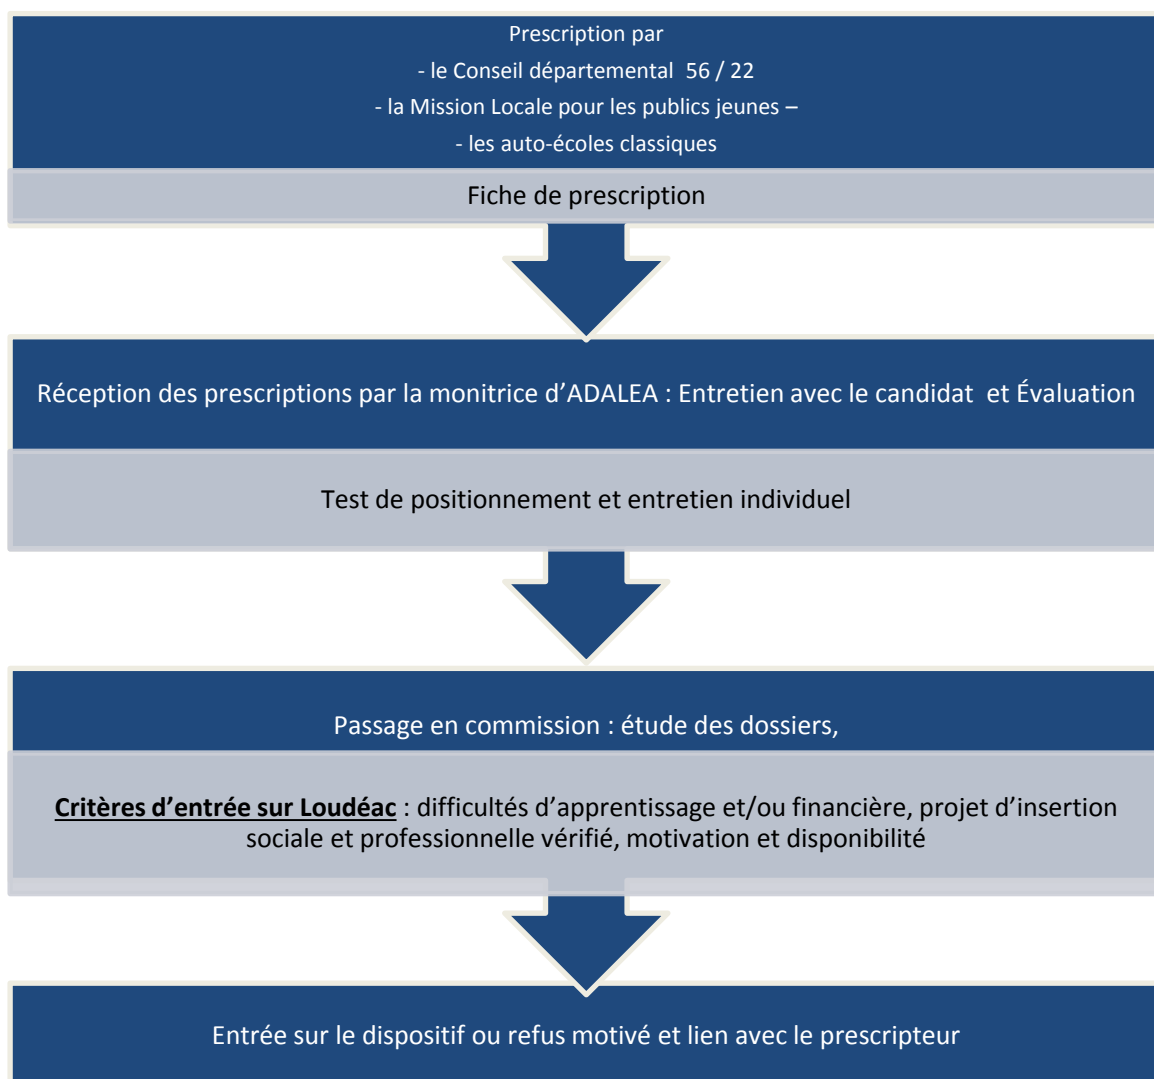 Prescription par
- le Conseil départemental 56 / 22
- la Mission Locale pour les publics jeunes –
- les auto-écoles classiques
Fiche de prescription
Réception des prescriptions par la monitrice d’ADALEA : Entretien avec le candidat et Évaluation
Test de positionnement et entretien individuel
Passage en commission : étude des dossiers,
Critères d’entrée sur Loudéac : difficultés d’apprentissage et/ou financière, projet d’insertion
sociale et professionnelle vérifié, motivation et disponibilité
Entrée sur le dispositif ou refus motivé et lien avec le prescripteur